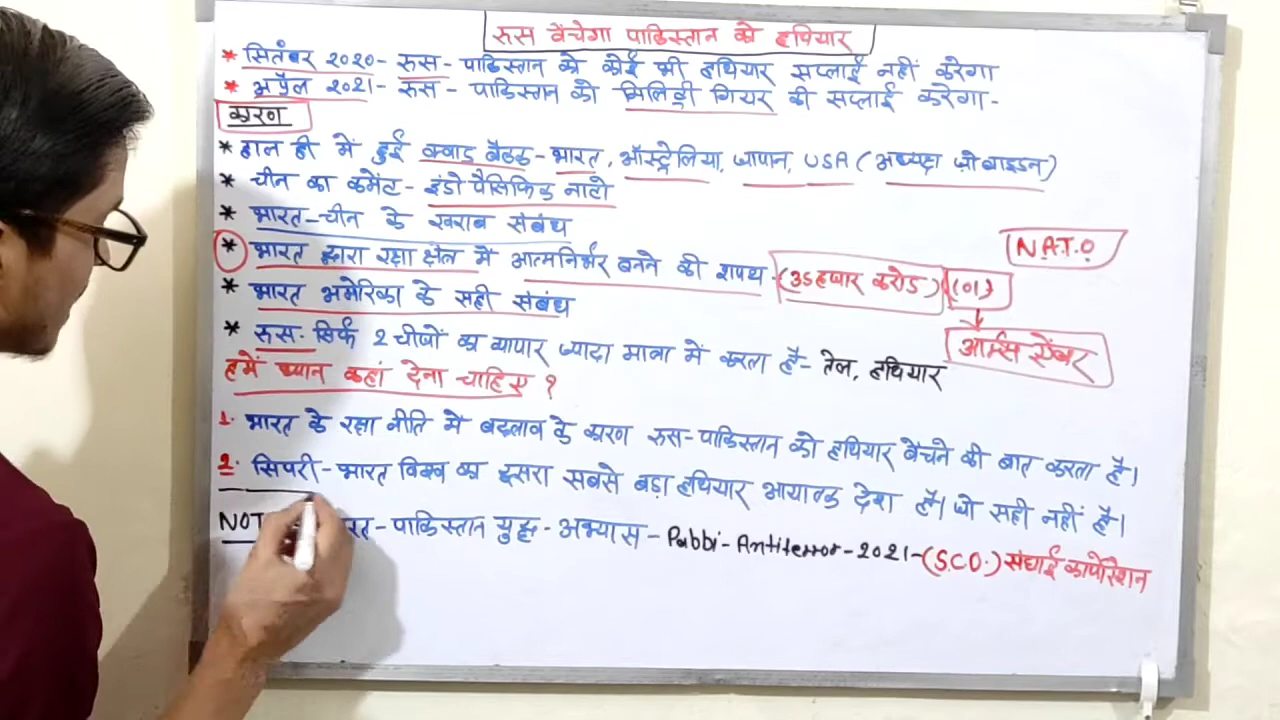 रूस बैंचेगा पाकिस्तान को हथियार
* सितंबर 2020- रूस- पाकिस्तान को कोई भी हथियार सप्लाई नहीं करेगा
* अप्रैल 2021- रूस- पाकिस्तान को मिलिट्री गियर की सप्लाई करेगा-
कारण
* हाल ही में हुई क्वाड बैठक- भारत, ऑस्ट्रेलिया, जापान, USA ( अध्यक्ष जो बाइडन)
* चीन का कमेंट- इंडो पैसिफिक नाटो
* भारत-चीन के खराब संबंध
N.A.T.O
* भारत द्वारा रक्षा क्षेत्र में आत्मनिर्भर बनने की शपथ-(35 हजार करोड) (101)
* भारत अमेरिका के सही संबंध
* रूस- सिर्फ 2 चीजों का व्यापार ज्यादा मात्रा में करता है- तेल, हथियार
आर्म्स
हमें ध्यान कहां देना चाहिए ?
1. भारत के रक्षा नीति में बदलाव के कारण रूस-पाकिस्तान को हथियार बैचने की बात करता है।
2. सिपरी- भारत विश्व का दूसरा सबसे बड़ा हथियार आयातक देश है। जो सही नहीं है।
NOT रत-पाकिस्तान युद्ध- अभ्यास- Pabbi-Antiterror-2021-(S.C.O.) संघाई कार्पोरेशन